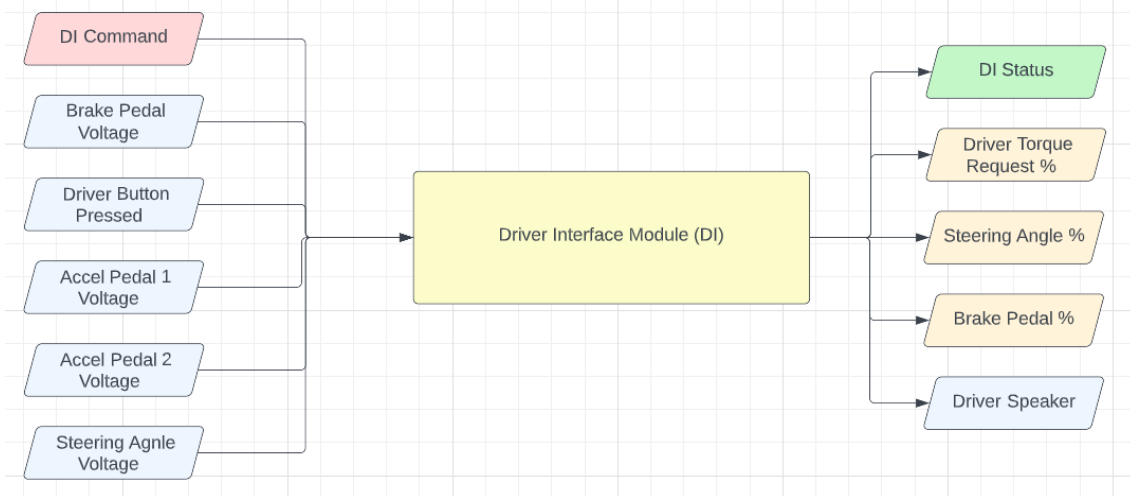 DI Command
Brake Pedal
Voltage
Driver Button
Pressed
Accel Pedal 1
Voltage
Accel Pedal 2
Voltage
Steering Agnle
Voltage
Driver Interface Module (DI)
DI Status
Driver Torque
Request %
Steering Angle %
Brake Pedal %
Driver Speaker